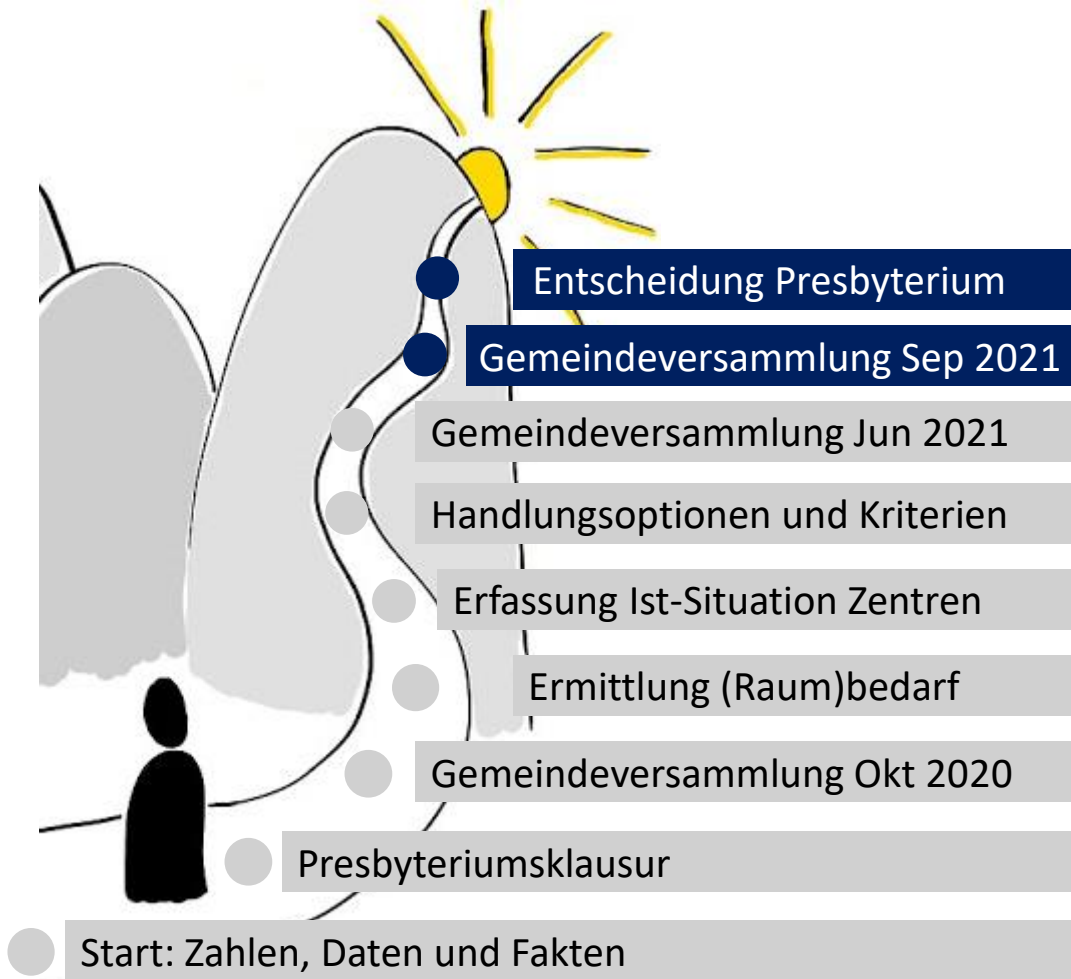 Entscheidung Presbyterium
Gemeindeversammlung Sep 2021
Gemeindeversammlung Jun 2021
Handlungsoptionen und Kriterien
Erfassung Ist-Situation Zentren
Ermittlung (Raum)bedarf
Gemeindeversammlung Okt 2020
Presbyteriumsklausur
Start: Zahlen, Daten und Fakten